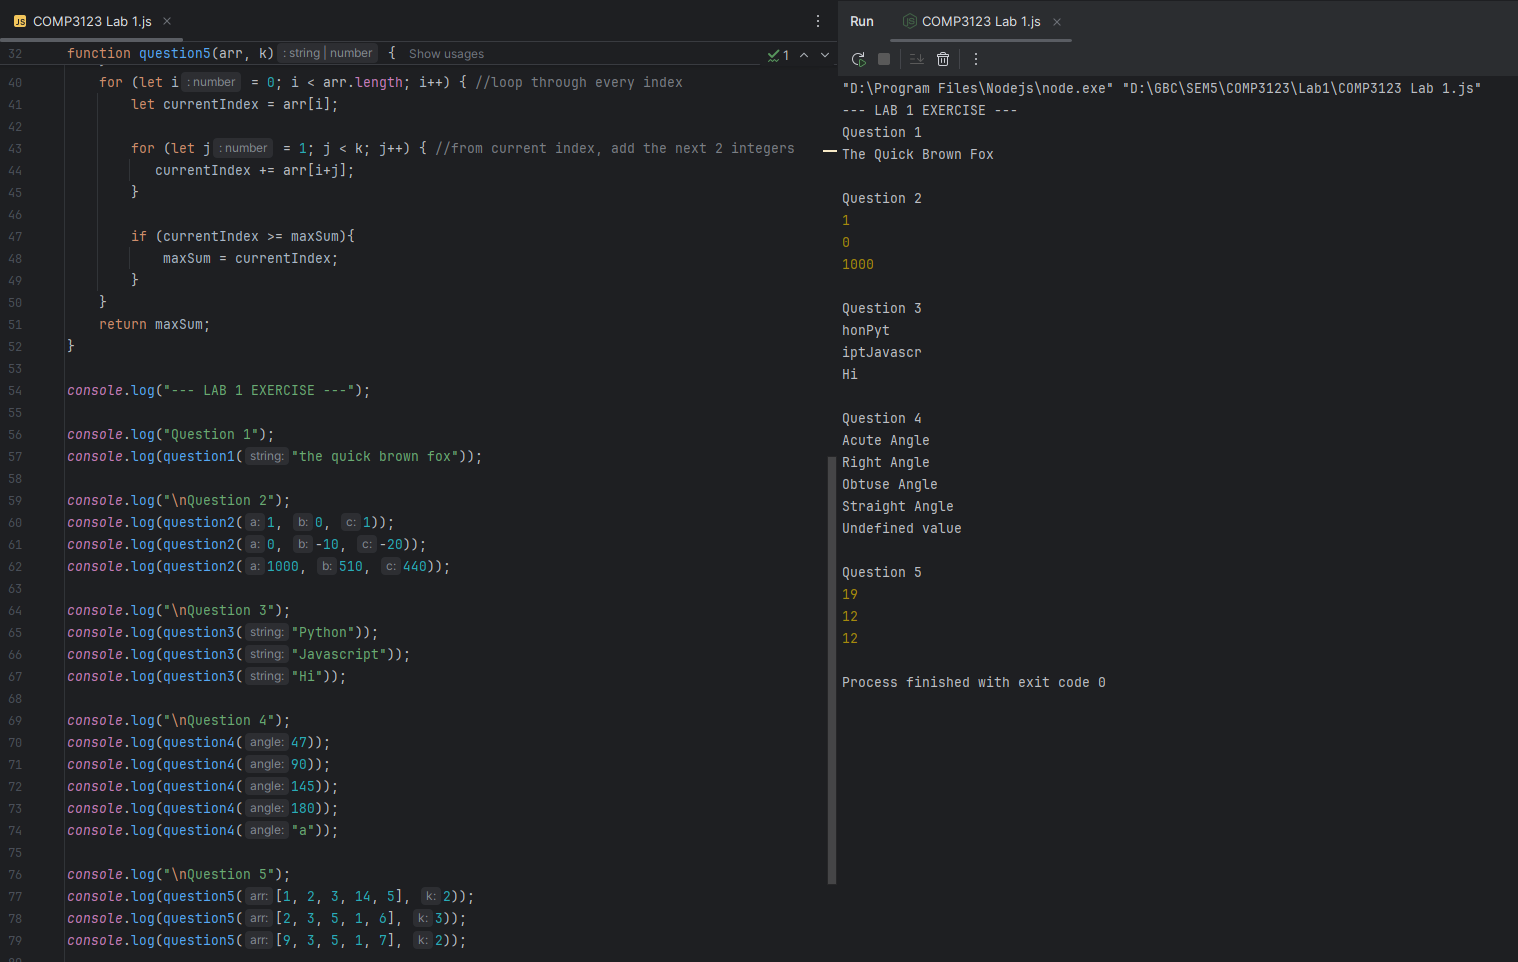 COMP3123 Lab 1.js
32 function question5(arr, k) : string | number { Show usages
1
40 for (let i : number = 0; i < arr.length; i++) { //loop through every index
41 let currentIndex = arr[i];
42
43 for (let j : number = 1; j < k; j++) { //from current index, add the next 2 integers
44 currentIndex += arr[i+j];
45 }
46
47 if (currentIndex >= maxSum){
48 maxSum = currentIndex;
49 }
50 }
51 return maxSum;
52 }
53
54 console.log("--- LAB 1 EXERCISE ---");
55
56 console.log("Question 1");
57 console.log(question1( string: "the quick brown fox"));
58
59 console.log("\nQuestion 2");
60 console.log(question2( a: 1, b: 0, c: 1));
61 console.log(question2( a: 0, b: -10, c: -20));
62 console.log(question2( a: 1000, b: 510, c: 440));
63
64 console.log("\nQuestion 3");
65 console.log(question3( string: "Python"));
66 console.log(question3( string: "Javascript"));
67 console.log(question3( string: "Hi"));
68
69 console.log("\nQuestion 4");
70 console.log(question4( angle: 47));
71 console.log(question4( angle: 90));
72 console.log(question4( angle: 145));
73 console.log(question4( angle: 180));
74 console.log(question4( angle: "a"));
75
76 console.log("\nQuestion 5");
77 console.log(question5( arr: [1, 2, 3, 14, 5], k: 2));
78 console.log(question5( arr: [2, 3, 5, 1, 6], k: 3));
79 console.log(question5( arr: [9, 3, 5, 1, 7], k: 2));
Run COMP3123 Lab 1.js
"D:\Program Files\Nodejs\node.exe" "D:\GBC\SEM5\COMP3123\Lab1\COMP3123 Lab 1.js"
--- LAB 1 EXERCISE ---
Question 1
The Quick Brown Fox
Question 2
1
0
1000
Question 3
honPyt
iptJavascr
Hi
Question 4
Acute Angle
Right Angle
Obtuse Angle
Straight Angle
Undefined value
Question 5
19
12
12
Process finished with exit code 0